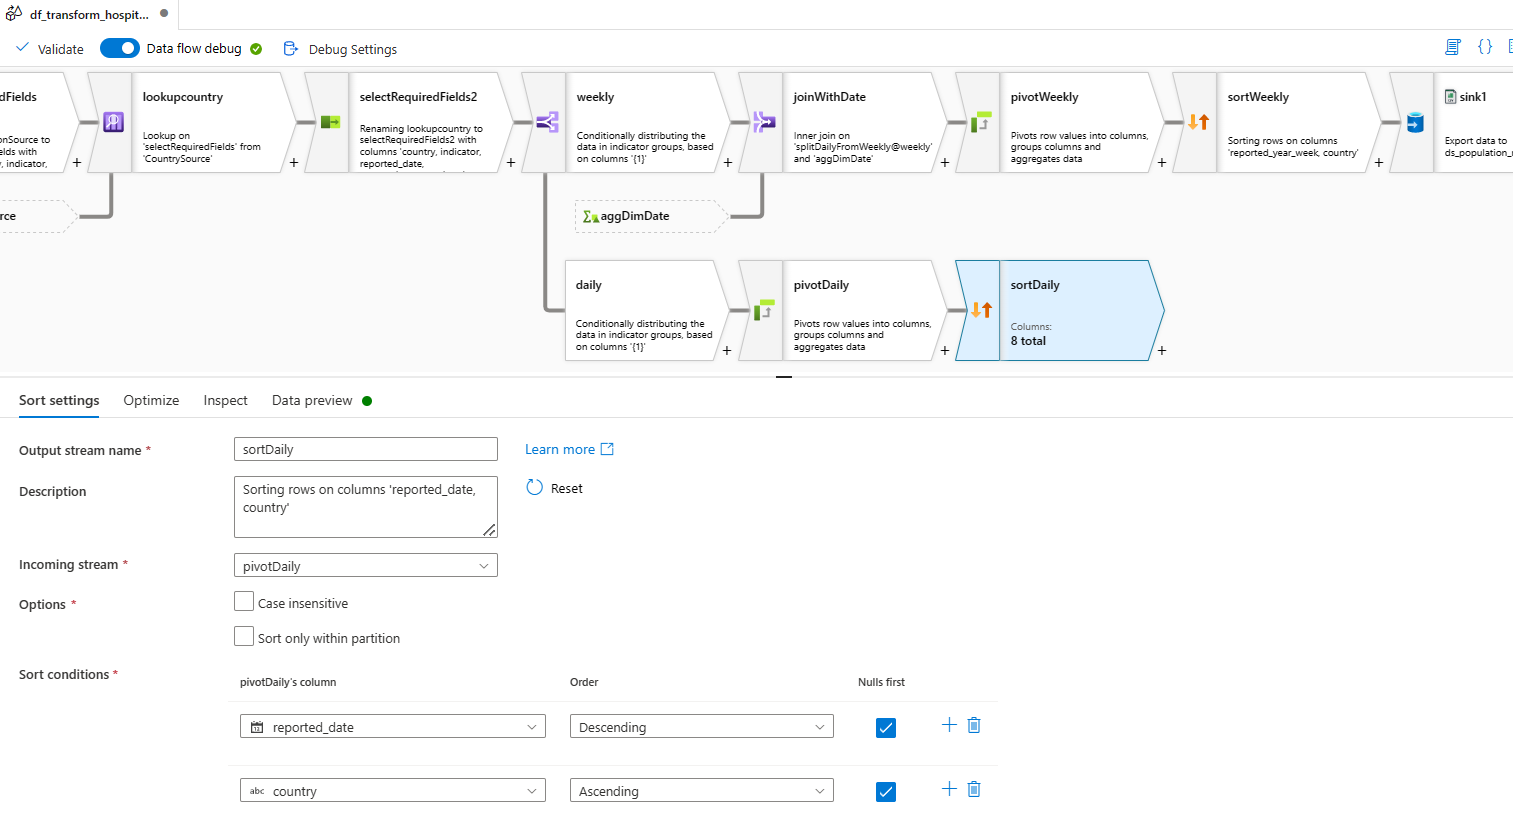 df_transform_hospit...
Validate
Data flow debug
Debug Settings
{}
dFields
onSource to
elds with
, indicator,
lookupcountry
Lookup on
'selectRequiredFields' from
'CountrySource'
+
selectRequiredFields2
Renaming lookupcountry to
selectRequiredFields2 with
columns 'country, indicator,
reported_date,
+
weekly
Conditionally distributing the
data in indicator groups, based
on columns '{1}'
+
joinWithDate
Inner join on
'splitDailyFromWeekly@weekly'
and 'aggDimDate'
+
pivotWeekly
Pivots row values into columns,
groups columns and
aggregates data
+
sortWeekly
Sorting rows on columns
'reported_year_week, country'
+
sink1
Export data to
ds_population_
rce
aggDimDate
daily
Conditionally distributing the
data in indicator groups, based
on columns '{1}'
+
pivotDaily
Pivots row values into columns,
groups columns and
aggregates data
+
sortDaily
Columns:
8 total
+
Sort settings
Optimize
Inspect
Data preview
Output stream name *
sortDaily
Learn more
Description
Sorting rows on columns 'reported_date,
country'
Reset
Incoming stream *
pivotDaily
Options *
Case insensitive
Sort only within partition
Sort conditions *
pivotDaily's column
Order
Nulls first
reported_date
Descending
abc country
Ascending